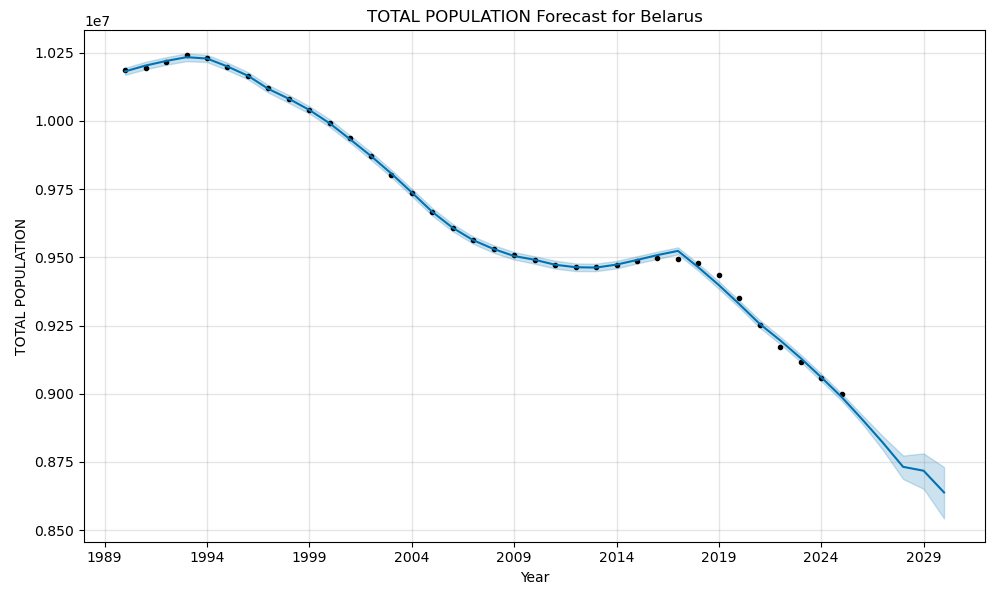 TOTAL POPULATION Forecast for Belarus
1e7
1.025
1.000
0.975
0.950
0.925
0.900
0.875
0.850
TOTAL POPULATION
1989 1994 1999 2004 2009 2014 2019 2024 2029
Year